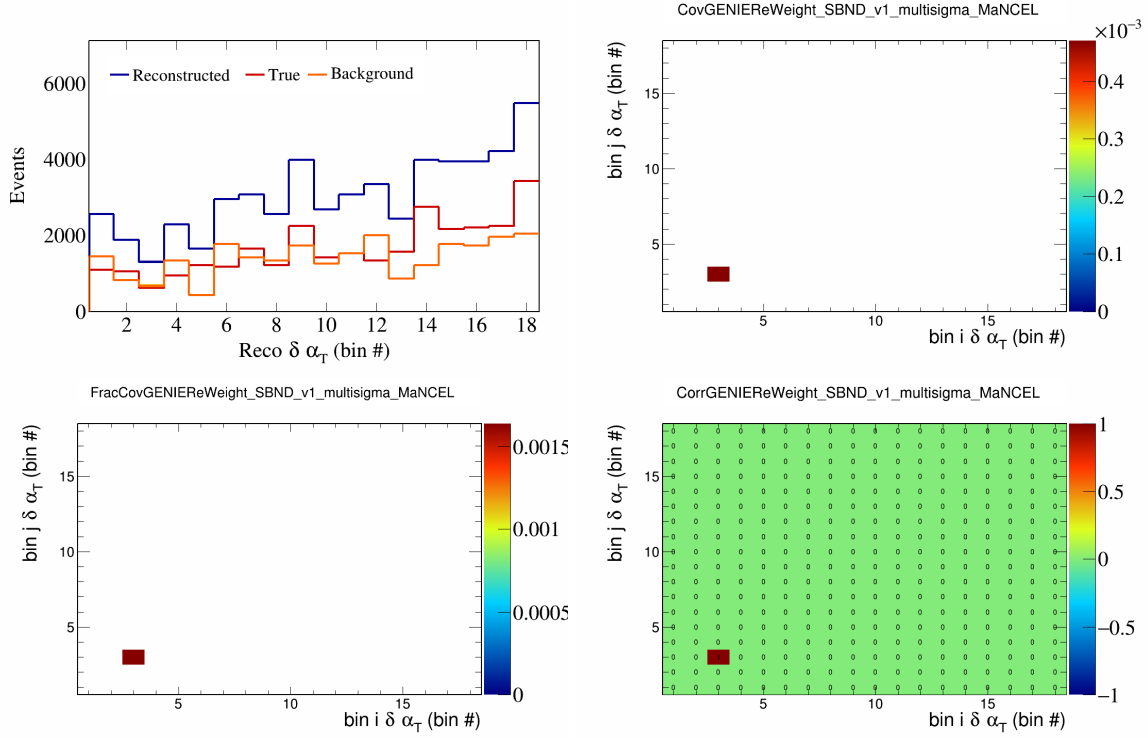 CovGENIEReWeight_SBND_v1_multisigma_MaNCEL
Events
6000
4000
2000
0
Reconstructed True Background
2 4 6 8 10 12 14 16 18
Reco δ α_T (bin #)
bin j δ α_T (bin #)
15
10
5
5 10 15
bin i δ α_T (bin #)
×10⁻³
0.4
0.3
0.2
0.1
0
FracCovGENIEReWeight_SBND_v1_multisigma_MaNCEL
bin j δ α_T (bin #)
15
10
5
5 10 15
bin i δ α_T (bin #)
0.0015
0.001
0.0005
0
CorrGENIEReWeight_SBND_v1_multisigma_MaNCEL
bin j δ α_T (bin #)
15
10
5
5 10 15
bin i δ α_T (bin #)
1
0.5
0
−0.5
−1